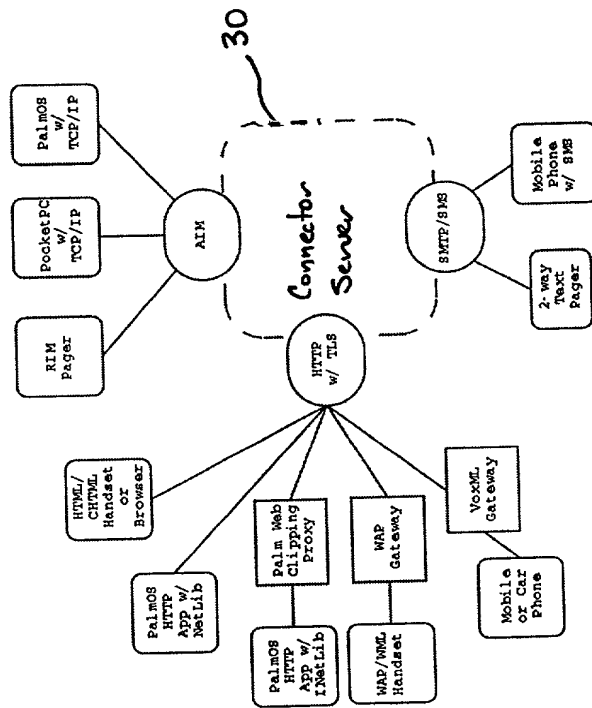 RIM
Pager
PocketPC
w/
TCP/IP
PalmOS
w/
TCP/IP
HTML/
CHTML
Handset
or
Browser
PalmOS
HTTP
APP w/
NetLib
AIM
30
PalmOS
HTTP
APP w/
INetLib
Palm Web
Clipping
Proxy
HTTP
w/ TLS
Connector
Server
WAP/WML
Handset
WAP
Gateway
SMTP/SMS
Mobile
or Car
Phone
VoxML
Gateway
2-way
Text
Pager
Mobile
Phone
w/ SMS